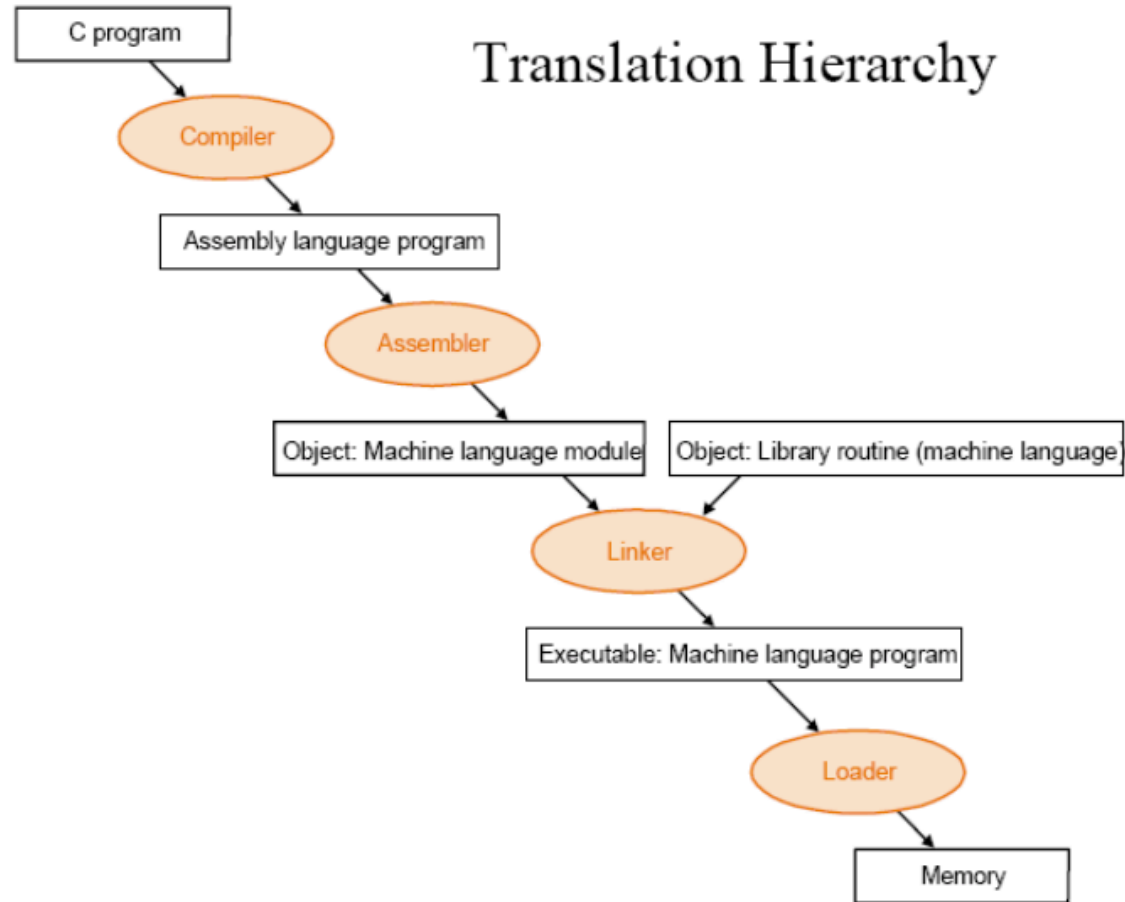 C program
Translation Hierarchy
Compiler
Assembly language program
Assembler
Object: Machine language module
Object: Library routine (machine language)
Linker
Executable: Machine language program
Loader
Memory